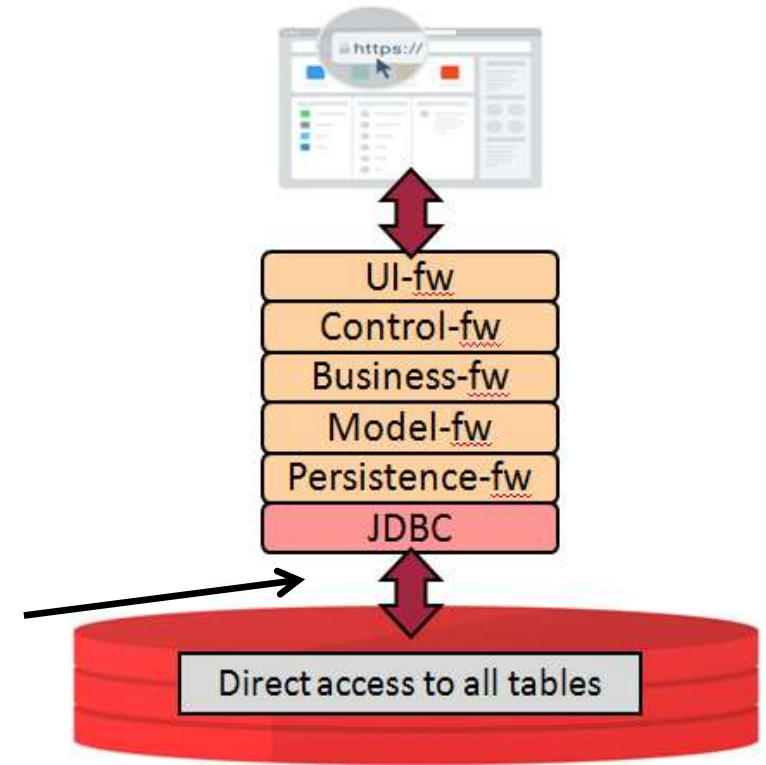 https://
UI-fw
Control-fw
Business-fw
Model-fw
Persistence-fw
JDBC
Direct access to all tables